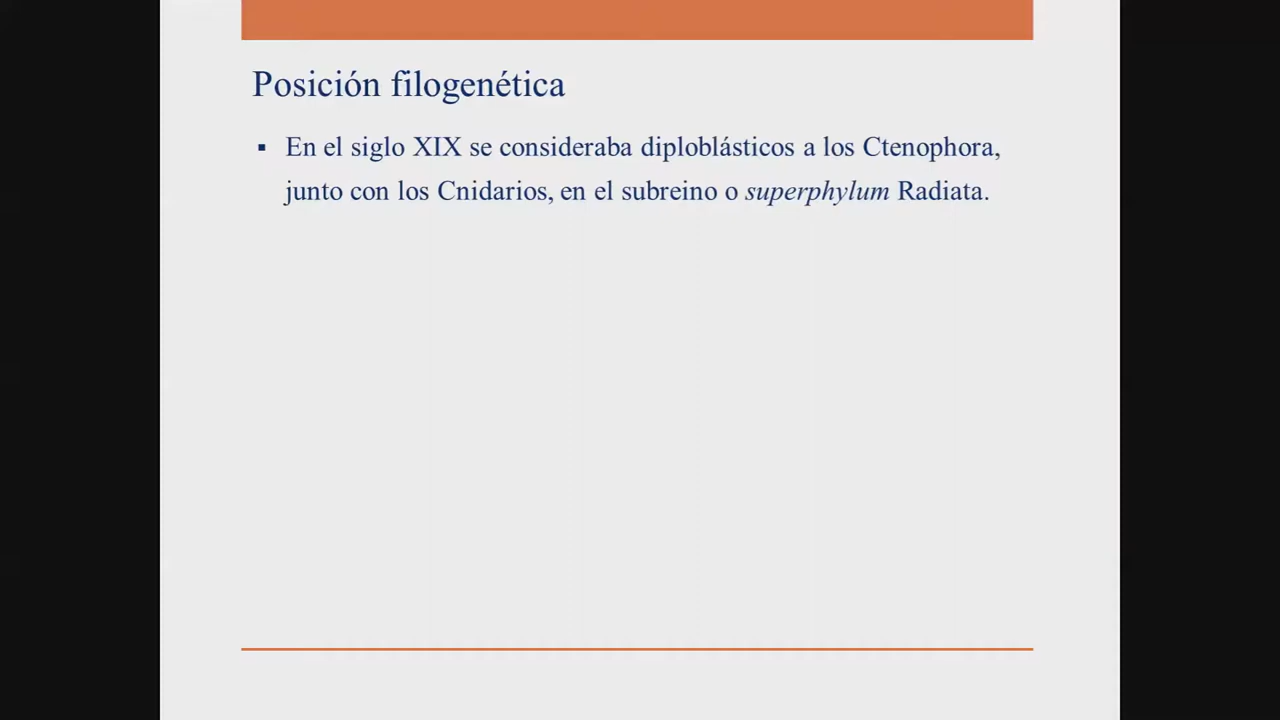 Posición filogenética
▪ En el siglo XIX se consideraba diploblásticos a los Ctenophora,
junto con los Cnidarios, en el subreino o superphylum Radiata.